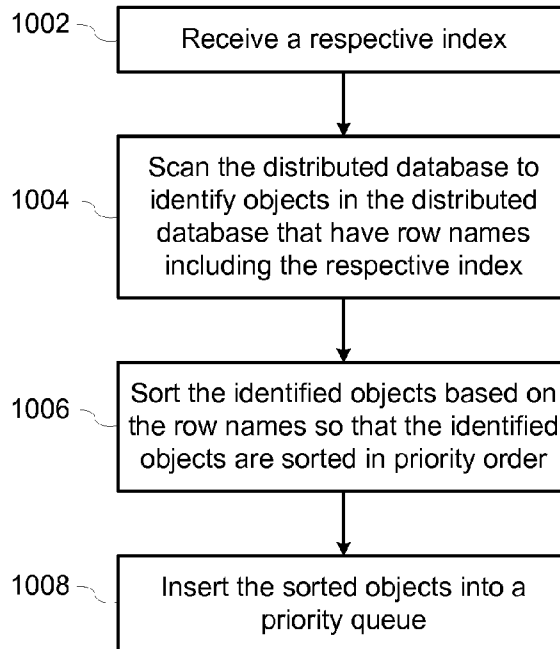 1002
Receive a respective index
1004
Scan the distributed database to
identify objects in the distributed
database that have row names
including the respective index
1006
Sort the identified objects based on
the row names so that the identified
objects are sorted in priority order
1008
Insert the sorted objects into a
priority queue